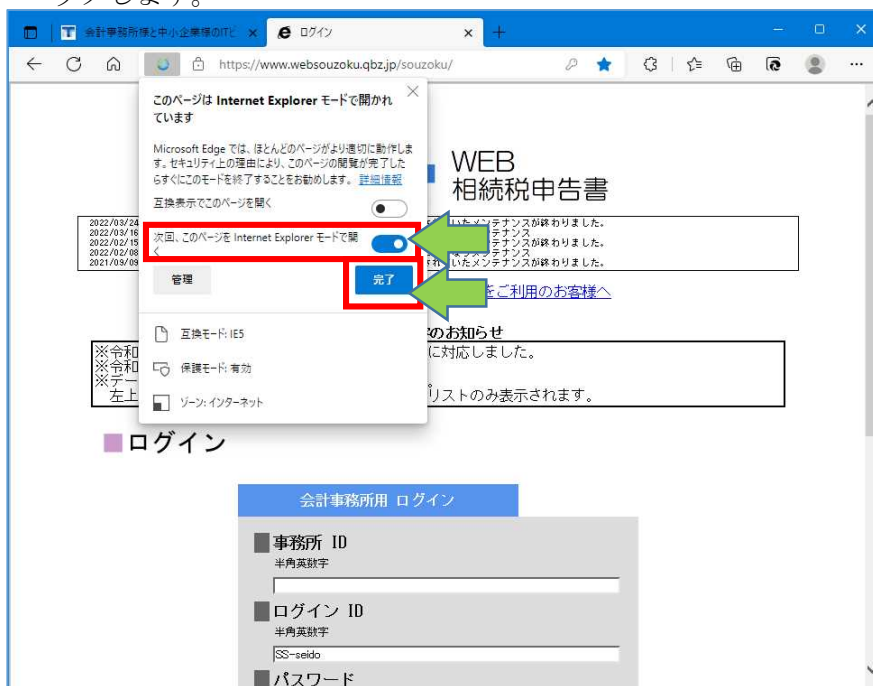 ックします。
会計事務所様と中小企業様のITビ
ログイン
https://www.websouzoku.qbz.jp/souzoku/
このページは Internet Explorer モードで開かれ
ています
Microsoft Edge では、ほとんどのページがより適切に動作しま
す。セキュリティ上の理由により、このページの閲覧が完了した
らすぐにこのモードを終了することをお勧めします。 詳細情報
互換表示でこのページを開く
次回、このページを Internet Explorer モードで開
く
管理
完了
互換モード: IE5
保護モード: 有効
ゾーン: インターネット
WEB
相続税申告書
2022/03/24
いたメンテナンスが終わりました。
2022/03/16
メンテナンス
2022/02/15
テナンスが終わりました。
2022/02/08
メンテナンス
2021/09/09
いたメンテナンスが終わりました。
をご利用のお客様へ
のお知らせ
※令和
に対応しました。
※令和
※デー
左上
リストのみ表示されます。
■ログイン
会計事務所用 ログイン
事務所 ID
半角英数字
ログイン ID
半角英数字
SS-seido
パスワード